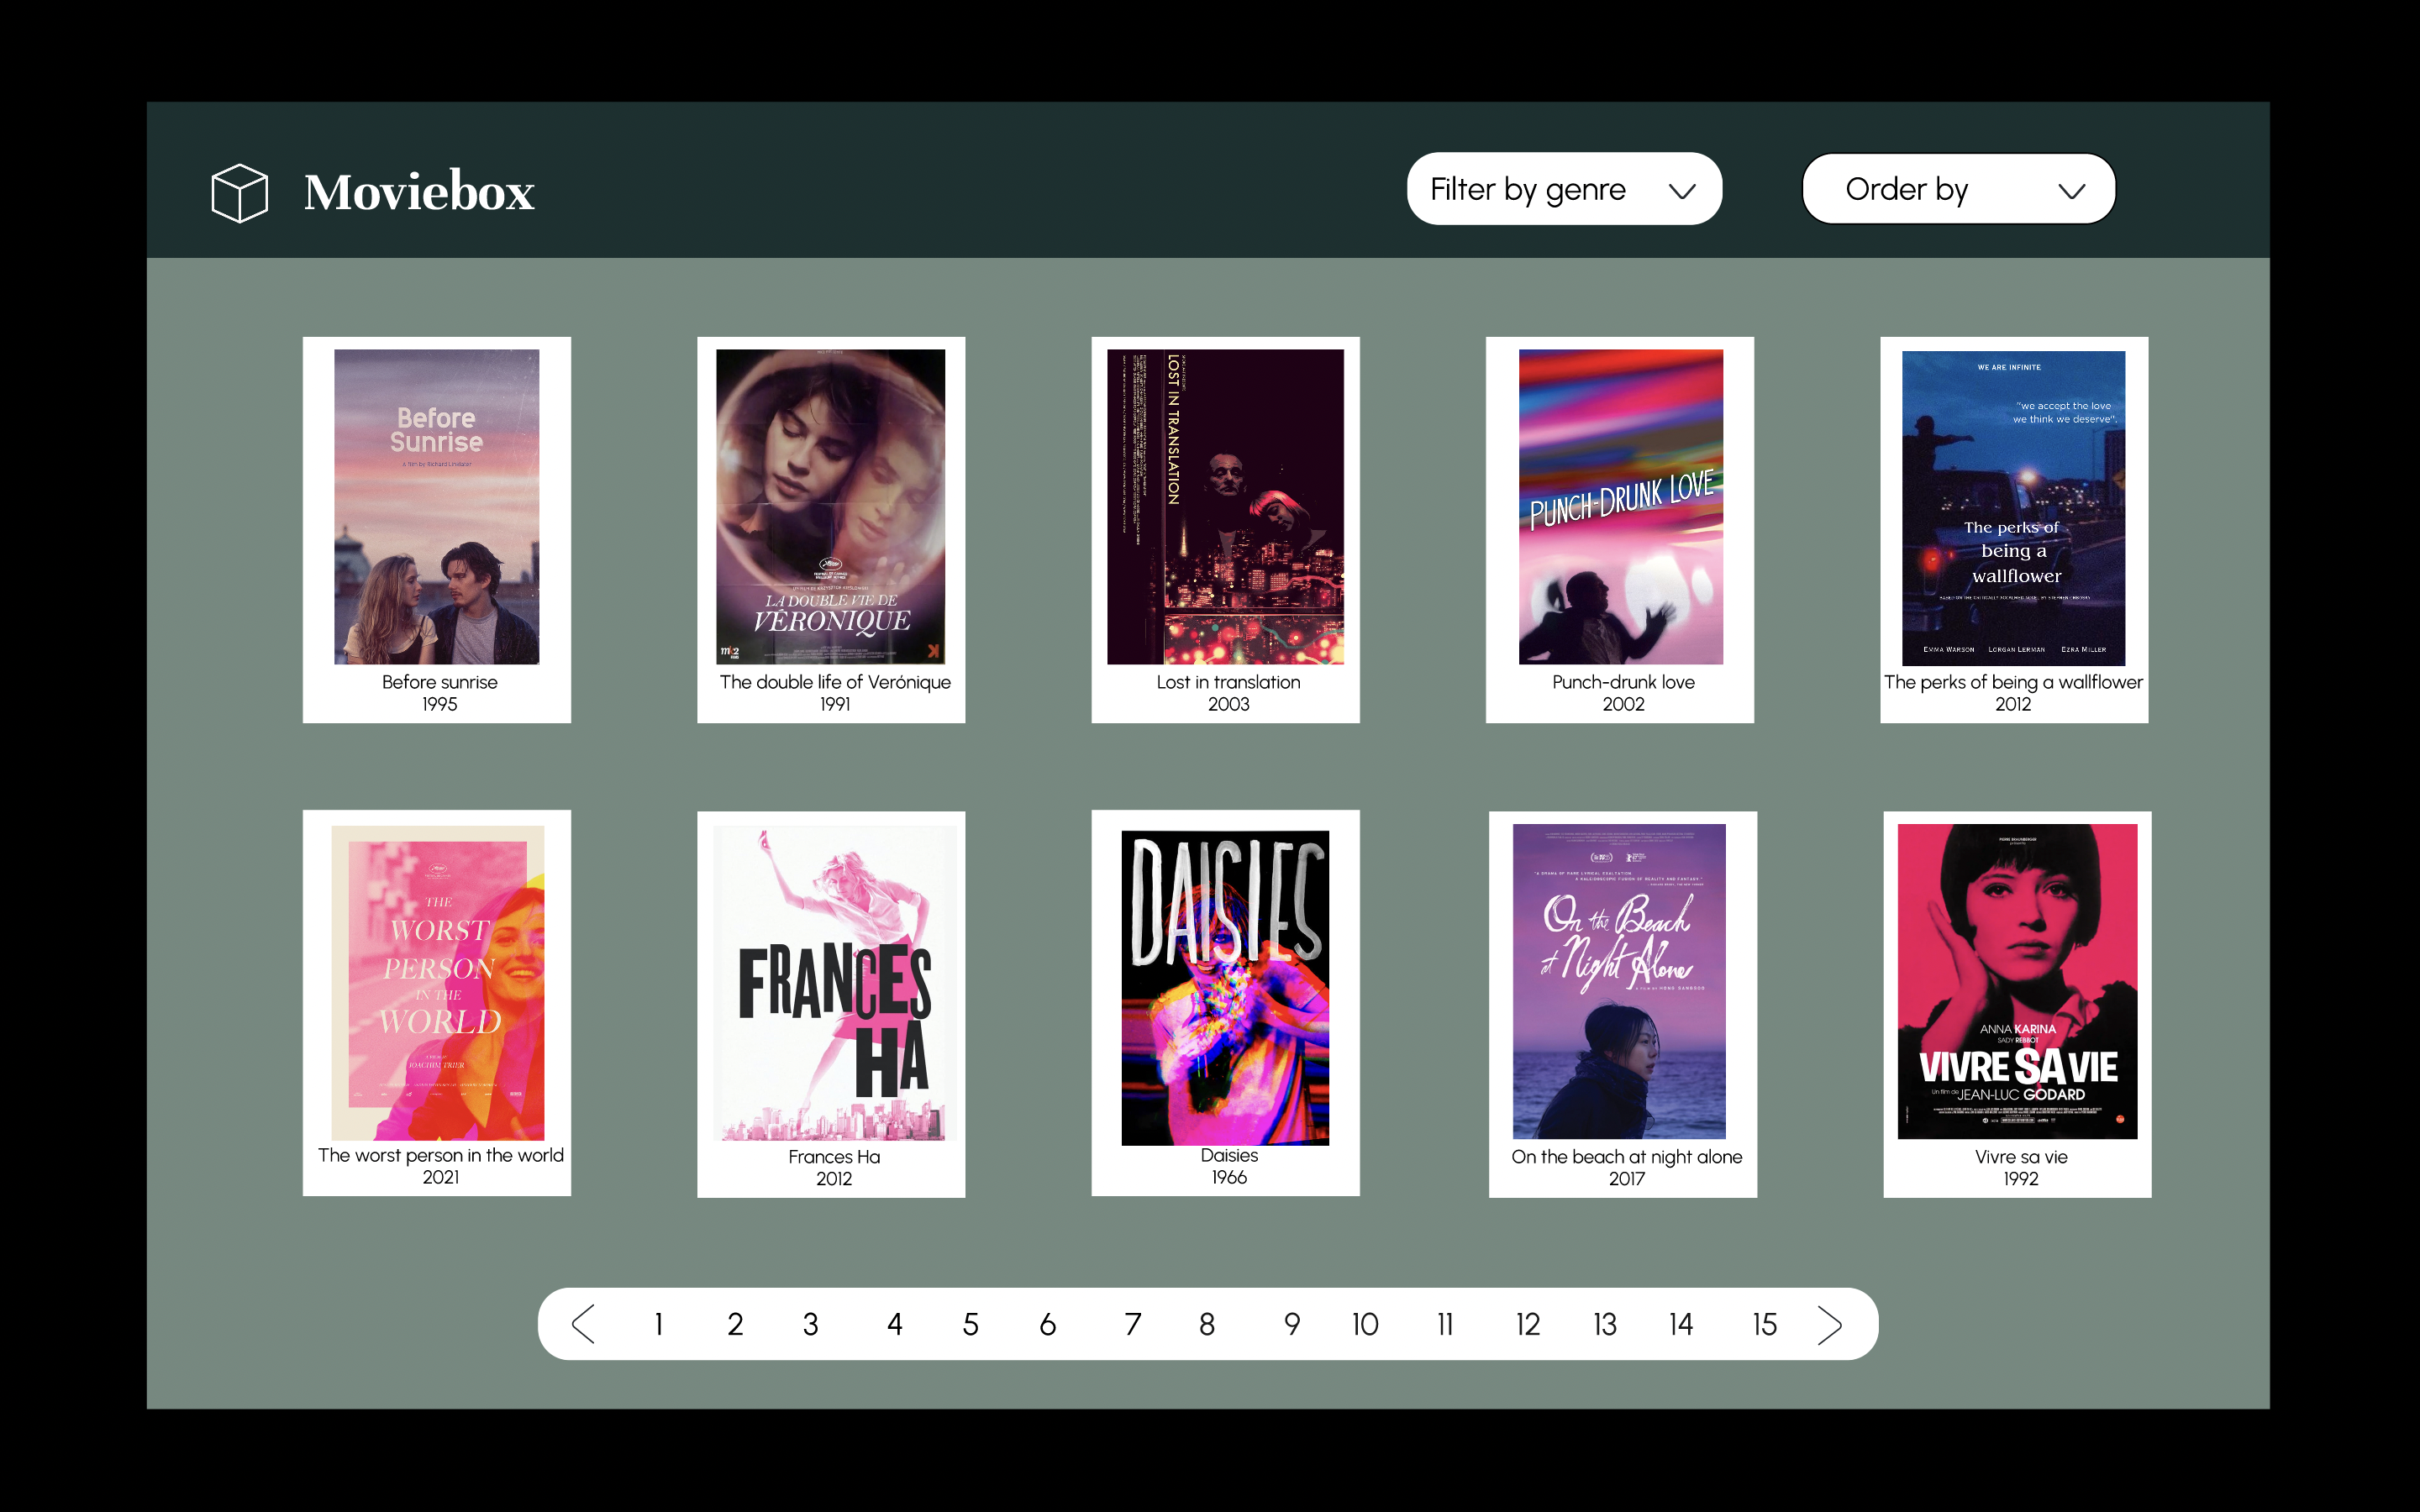 Moviebox
Filter by genre
Order by
Before
Sunrise
a film by Richard Linklater
Before sunrise
1995
LA DOUBLE VIE DE
VÉRONIQUE
mk2
The double life of Verónique
1991
LOST IN TRANSLATION
Lost in translation
2003
PUNCH-DRUNK LOVE
Punch-drunk love
2002
WE ARE INFINITE
"we accept the love
we think we deserve".
The perks of
being a
wallflower
EMMA WARSON LORGAN LERMAN EZRA MILLER
The perks of being a wallflower
2012
THE
WORST
PERSON
IN THE
WORLD
JOACHIM TRIER
The worst person in the world
2021
FRANCES
HA
Frances Ha
2012
DAISIES
Daisies
1966
On the Beach
at Night Alone
A FILM BY HONG SANGSOO
On the beach at night alone
2017
ANNA KARINA
SADY REBBOT
VIVRE SA VIE
Un film de JEAN-LUC GODARD
Vivre sa vie
1992
1 2 3 4 5 6 7 8 9 10 11 12 13 14 15